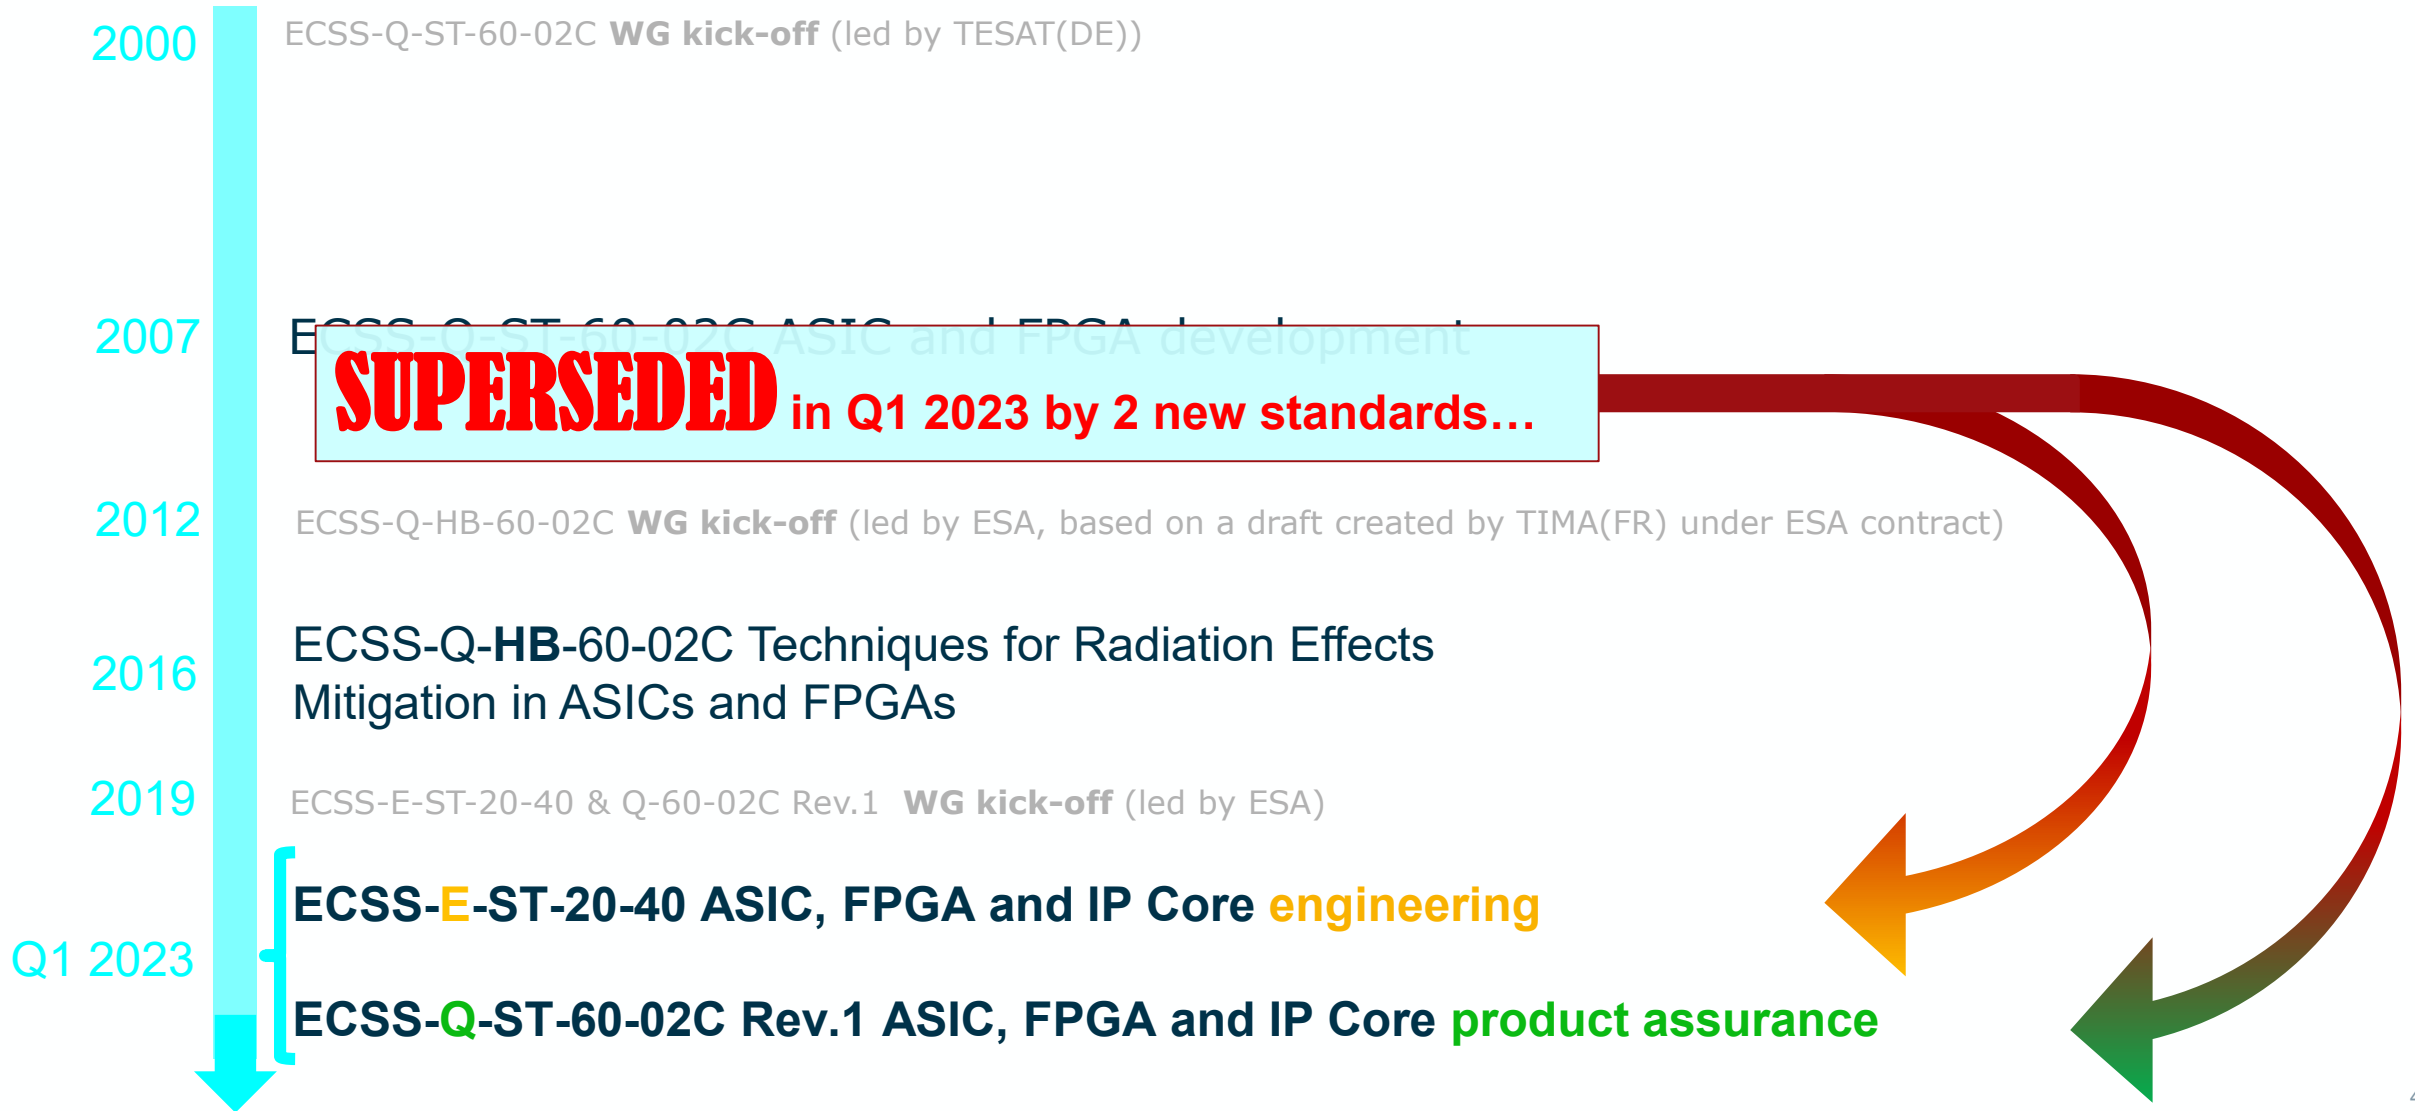 2000
ECSS-Q-ST-60-02C WG kick-off (led by TESAT(DE))
2007
ECSS-Q-ST-60-02C ASIC and FPGA development
SUPERSEDED in Q1 2023 by 2 new standards...
2012
ECSS-Q-HB-60-02C WG kick-off (led by ESA, based on a draft created by TIMA(FR) under ESA contract)
2016
ECSS-Q-HB-60-02C Techniques for Radiation Effects
Mitigation in ASICs and FPGAs
2019
ECSS-E-ST-20-40 & Q-60-02C Rev.1 WG kick-off (led by ESA)
Q1 2023
ECSS-E-ST-20-40 ASIC, FPGA and IP Core engineering
ECSS-Q-ST-60-02C Rev.1 ASIC, FPGA and IP Core product assurance